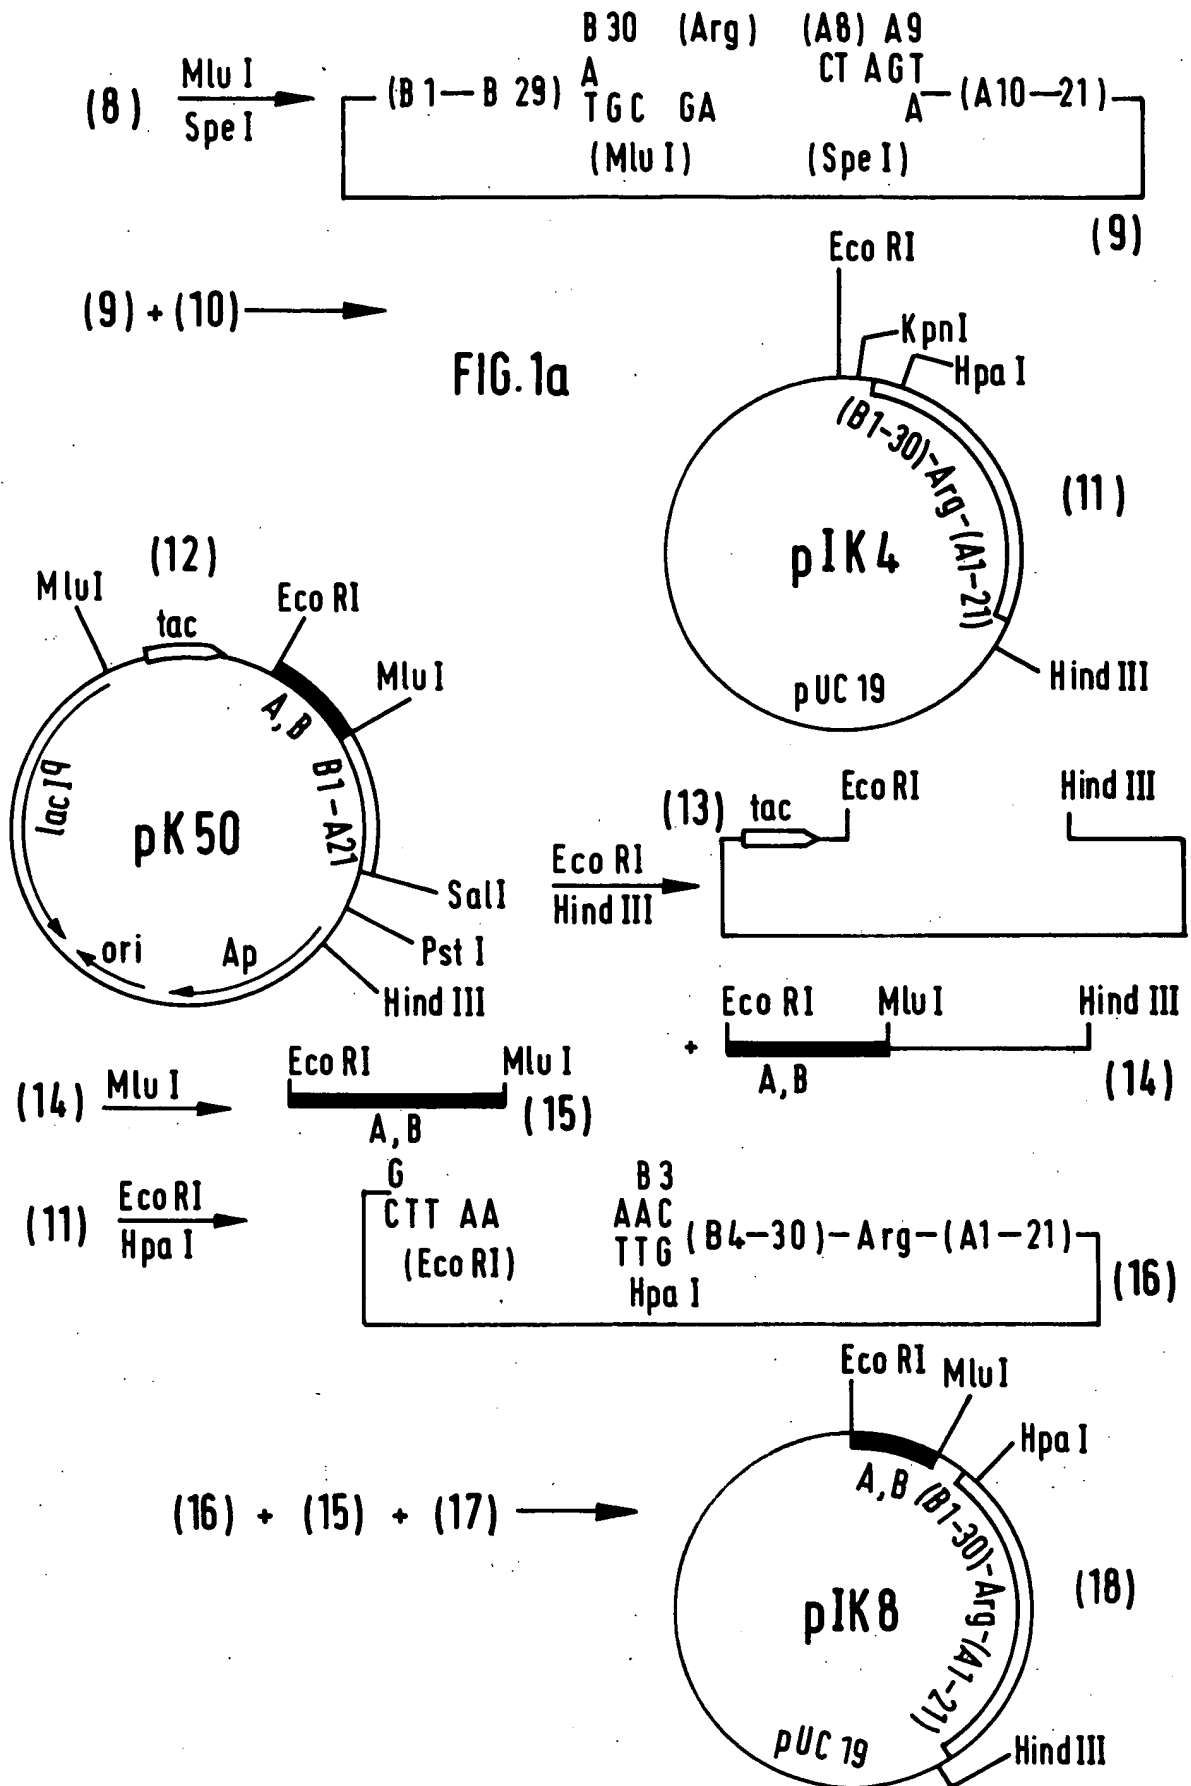 B 30 (Arg) (A8) A9
A CT AGT
(8) Mlu I
Spe I
(B 1 — B 29)
TGC GA
A — (A10—21)
(Mlu I) (Spe I)
(9)
(9) + (10)
FIG. 1a
Eco RI
Kpn I
Hpa I
(B1-30)-Arg-(A1-21)
(11)
pIK4
pUC 19
Hind III
(12)
Mlu I
tac
Eco RI
Mlu I
A, B
B1-A21
lac Iq
pK50
Sal I
Pst I
Hind III
Ap
ori
Eco RI
Hind III
(13) tac
Eco RI
Hind III
+
Eco RI Mlu I Hind III
A, B
(14)
(14) Mlu I
Eco RI Mlu I
A, B
(15)
(11) Eco RI
Hpa I
G B 3
CTT AA AAC
TTG
(B4-30)-Arg-(A1-21)
(Eco RI)
Hpa I
(16)
(16) + (15) + (17)
Eco RI
Mlu I
Hpa I
A, B
(B1-30)-Arg-(A1-21)
(18)
pIK8
pUC 19
Hind III